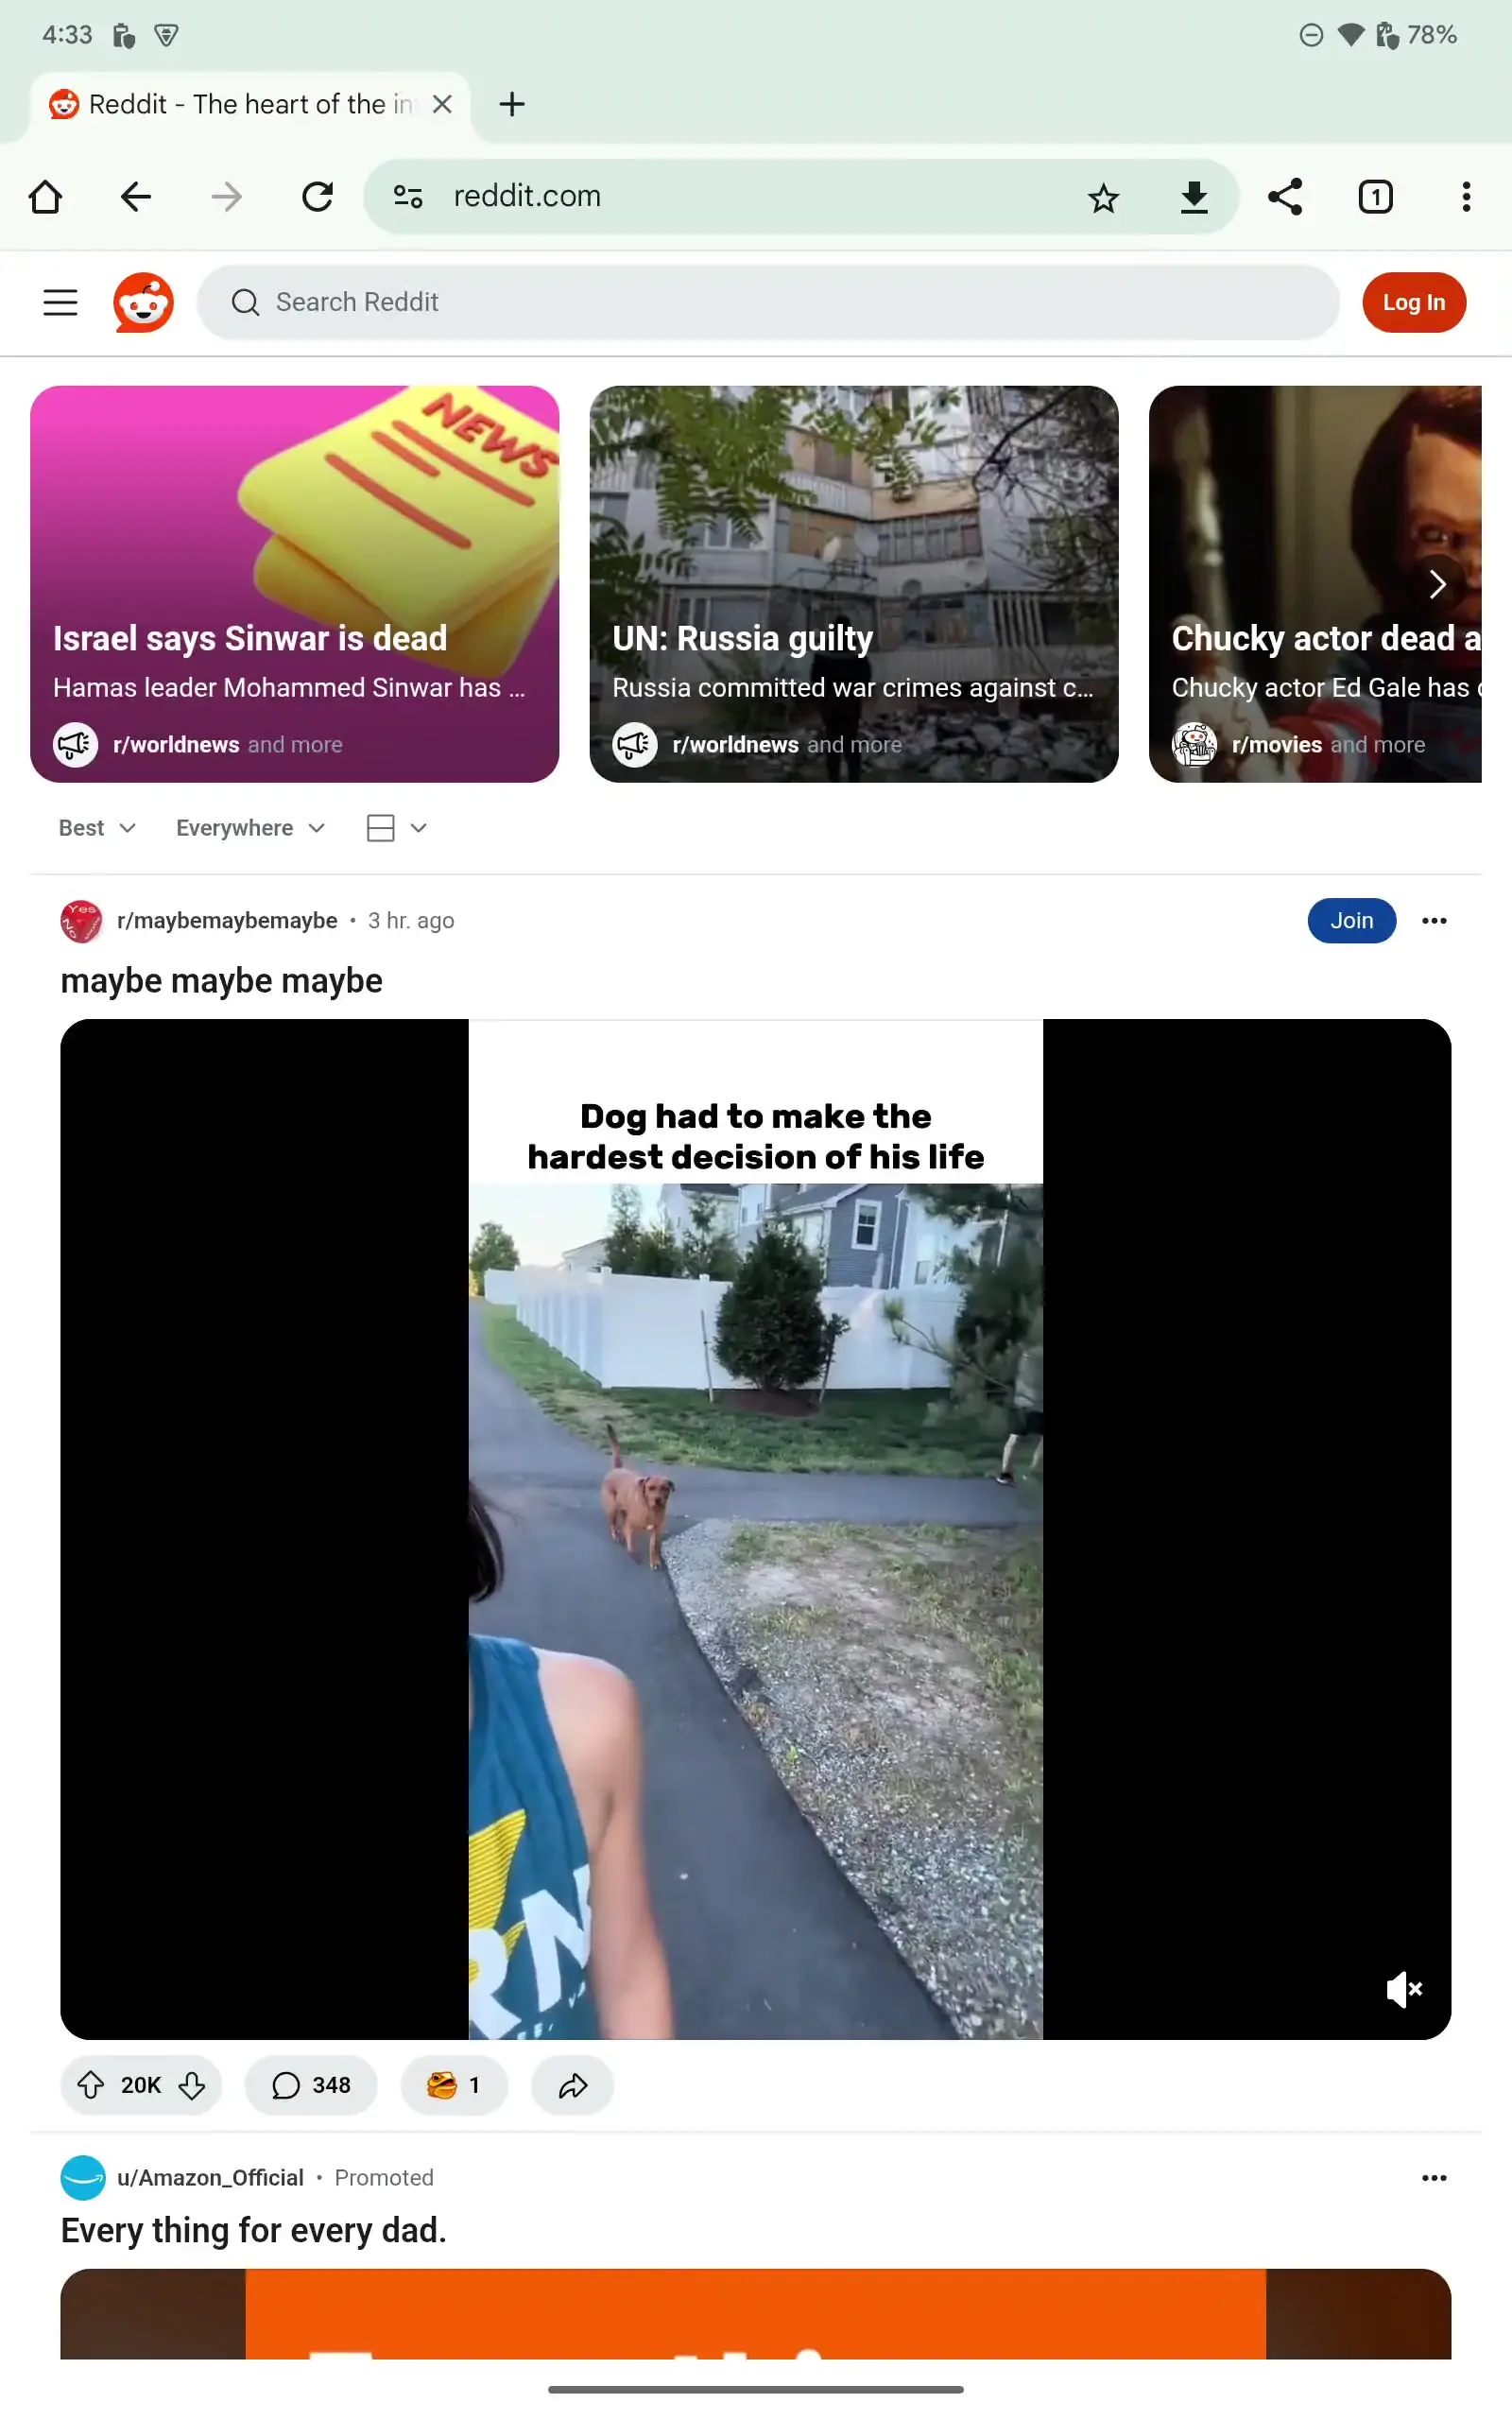 4:33
78%
Reddit - The heart of the in
reddit.com
1
Search Reddit
Log In
NEWS
Israel says Sinwar is dead
Hamas leader Mohammed Sinwar has ...
r/worldnews and more
UN: Russia guilty
Russia committed war crimes against c...
r/worldnews and more
Chucky actor dead a
Chucky actor Ed Gale has
r/movies and more
Best
Everywhere
Yes
NO
r/maybemaybemaybe • 3 hr. ago
Join
maybe maybe maybe
Dog had to make the
hardest decision of his life
RN
20K
348
1
u/Amazon_Official • Promoted
Every thing for every dad.